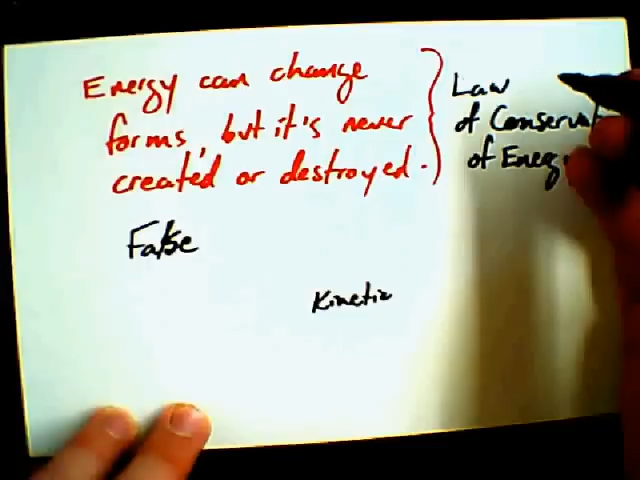 Energy can change
forms, but it's never
created or destroyed.
Law
of Conservat
of Energ
False
Kinetic